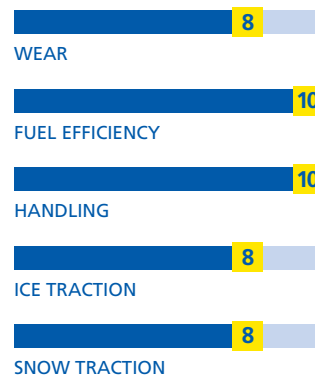 8
WEAR
10
FUEL EFFICIENCY
10
HANDLING
8
ICE TRACTION
8
SNOW TRACTION